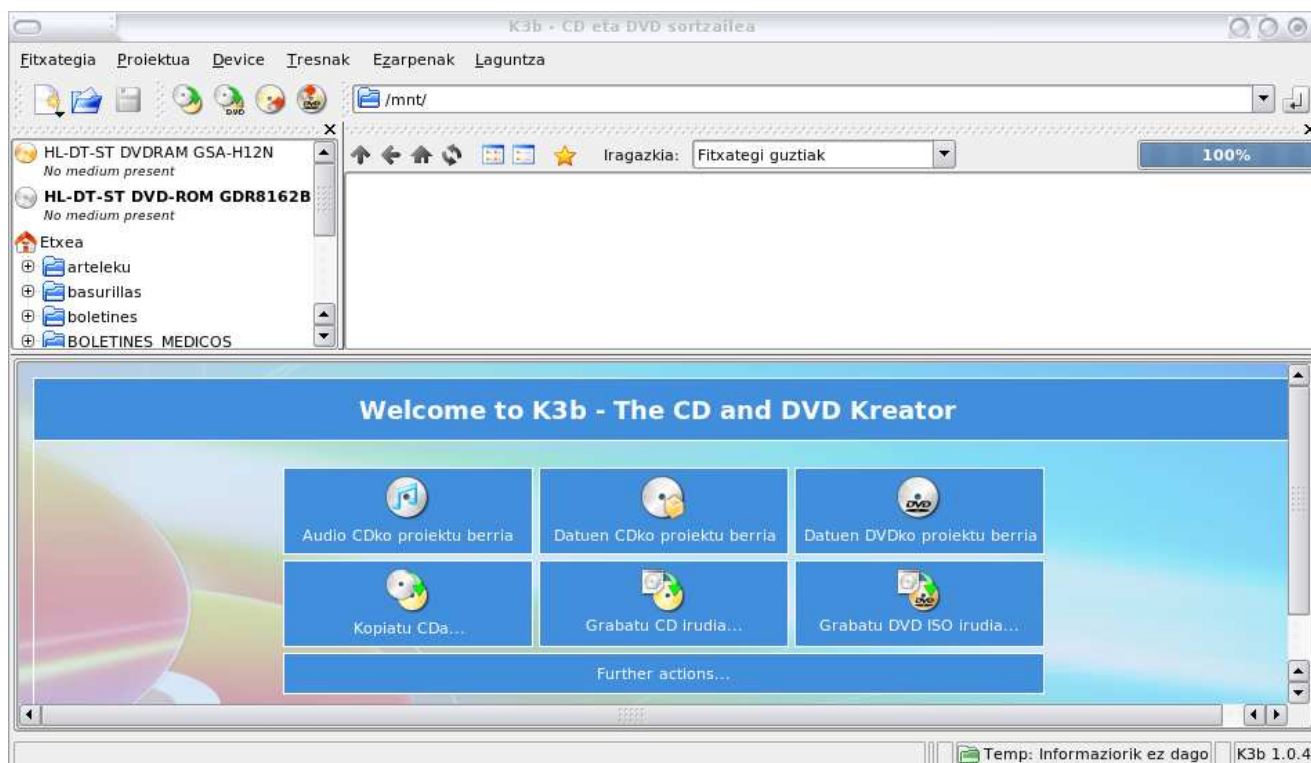 K3b - CD eta DVD sortzailea
Fitxategia Proiektua Device Tresnak Ezarpenak Laguntza
/mnt/
HL-DT-ST DVDRAM GSA-H12N
No medium present
HL-DT-ST DVD-ROM GDR8162B
No medium present
Etxea
arteleku
basurillas
boletines
BOLETINES MEDICOS
Iragazkia: Fitxategi guztiak 100%
Welcome to K3b - The CD and DVD Kreator
Audio CDko proiektu berria Datuen CDko proiektu berria Datuen DVDko proiektu berria
Kopiatu CDa... Grabatu CD irudia... Grabatu DVD ISO irudia...
Further actions...
Temp: Informaziorik ez dago K3b 1.0.4